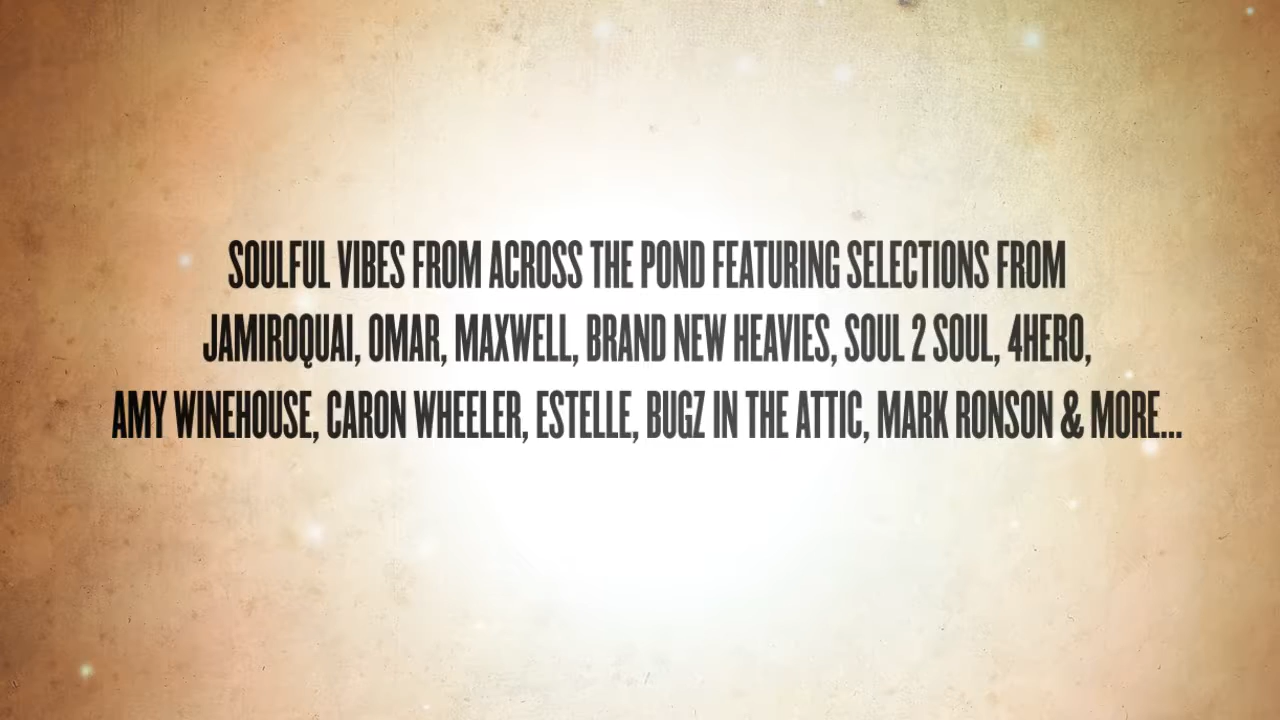 SOULFUL VIBES FROM ACROSS THE POND FEATURING SELECTIONS FROM
JAMIROQUAI, OMAR, MAXWELL, BRAND NEW HEAVIES, SOUL 2 SOUL, 4HERO,
AMY WINEHOUSE, CARON WHEELER, ESTELLE, BUGZ IN THE ATTIC, MARK RONSON & MORE...